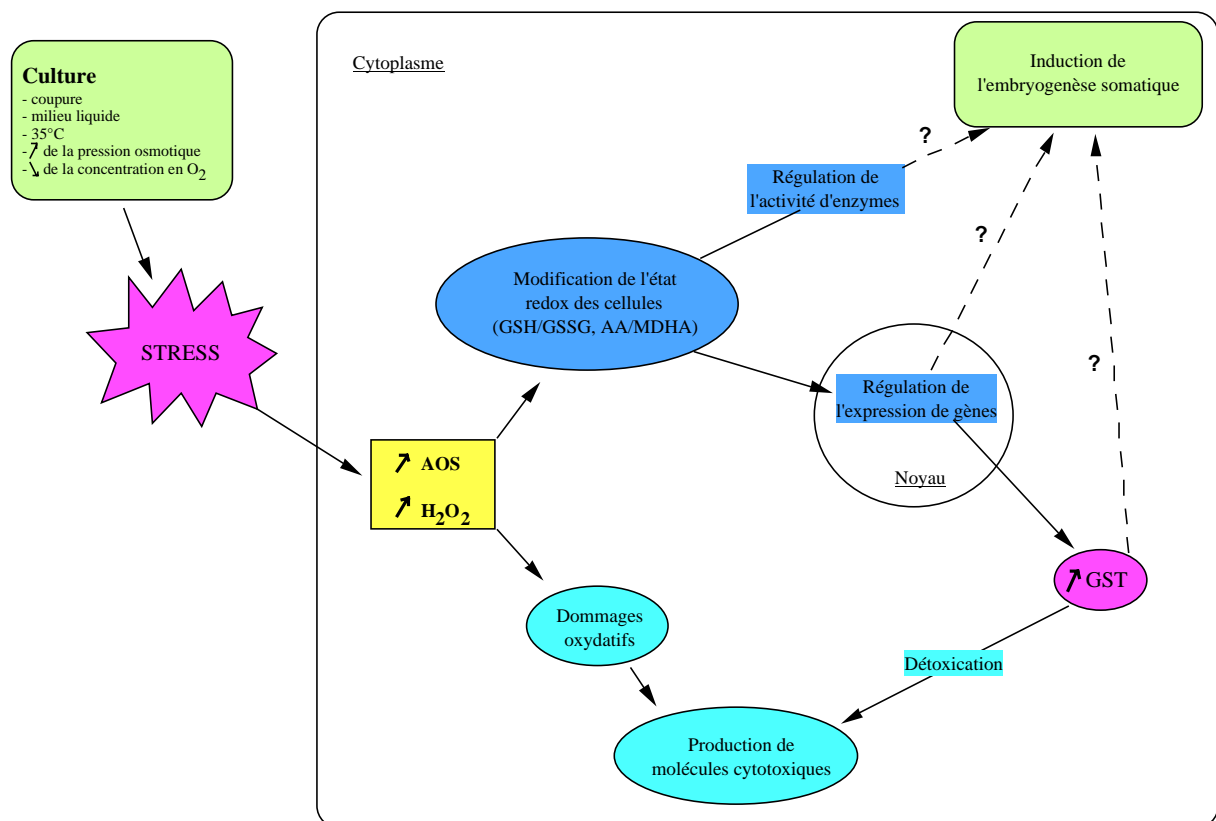 Culture
- coupure
- milieu liquide
- 35°C
-↗ de la pression osmotique
-↘ de la concentration en O₂
STRESS
Cytoplasme
Induction de
l'embryogenèse somatique
?
Régulation de
l'activité d'enzymes
?
Modification de l'état
redox des cellules
(GSH/GSSG, AA/MDHA)
?
Régulation de
l'expression de gènes
Noyau
↗ AOS
↗ H₂O₂
↗ GST
Dommages
oxydatifs
Détoxication
Production de
molécules cytotoxiques